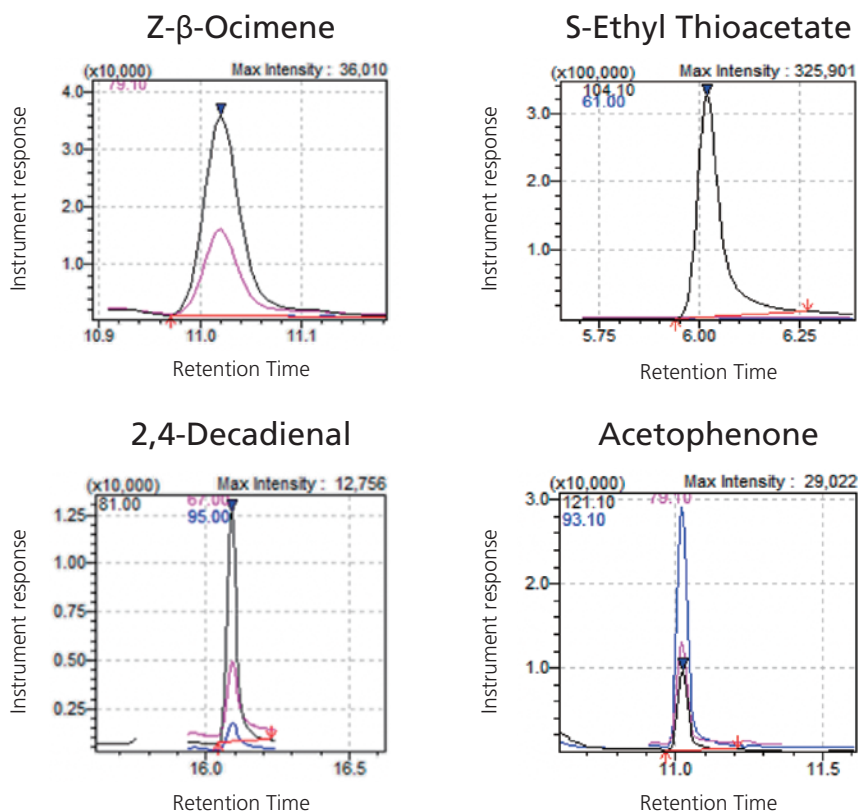 Z-β-Ocimene
(x10,000) Max Intensity : 36,010
79.10
4.0
3.0
2.0
1.0
10.9 11.0 11.1
Instrument response
Retention Time
S-Ethyl Thioacetate
(x100,000) Max Intensity : 325,901
104.10
61.00
3.0
2.0
1.0
5.75 6.00 6.25
Instrument response
Retention Time
2,4-Decadienal
(x10,000) Max Intensity : 12,756
81.00 67.00
95.00
1.25
1.00
0.75
0.50
0.25
16.0 16.5
Instrument response
Retention Time
Acetophenone
(x10,000) Max Intensity : 29,022
3.0
121.10 79.10
93.10
2.0
1.0
11.0 11.5
Instrument response
Retention Time